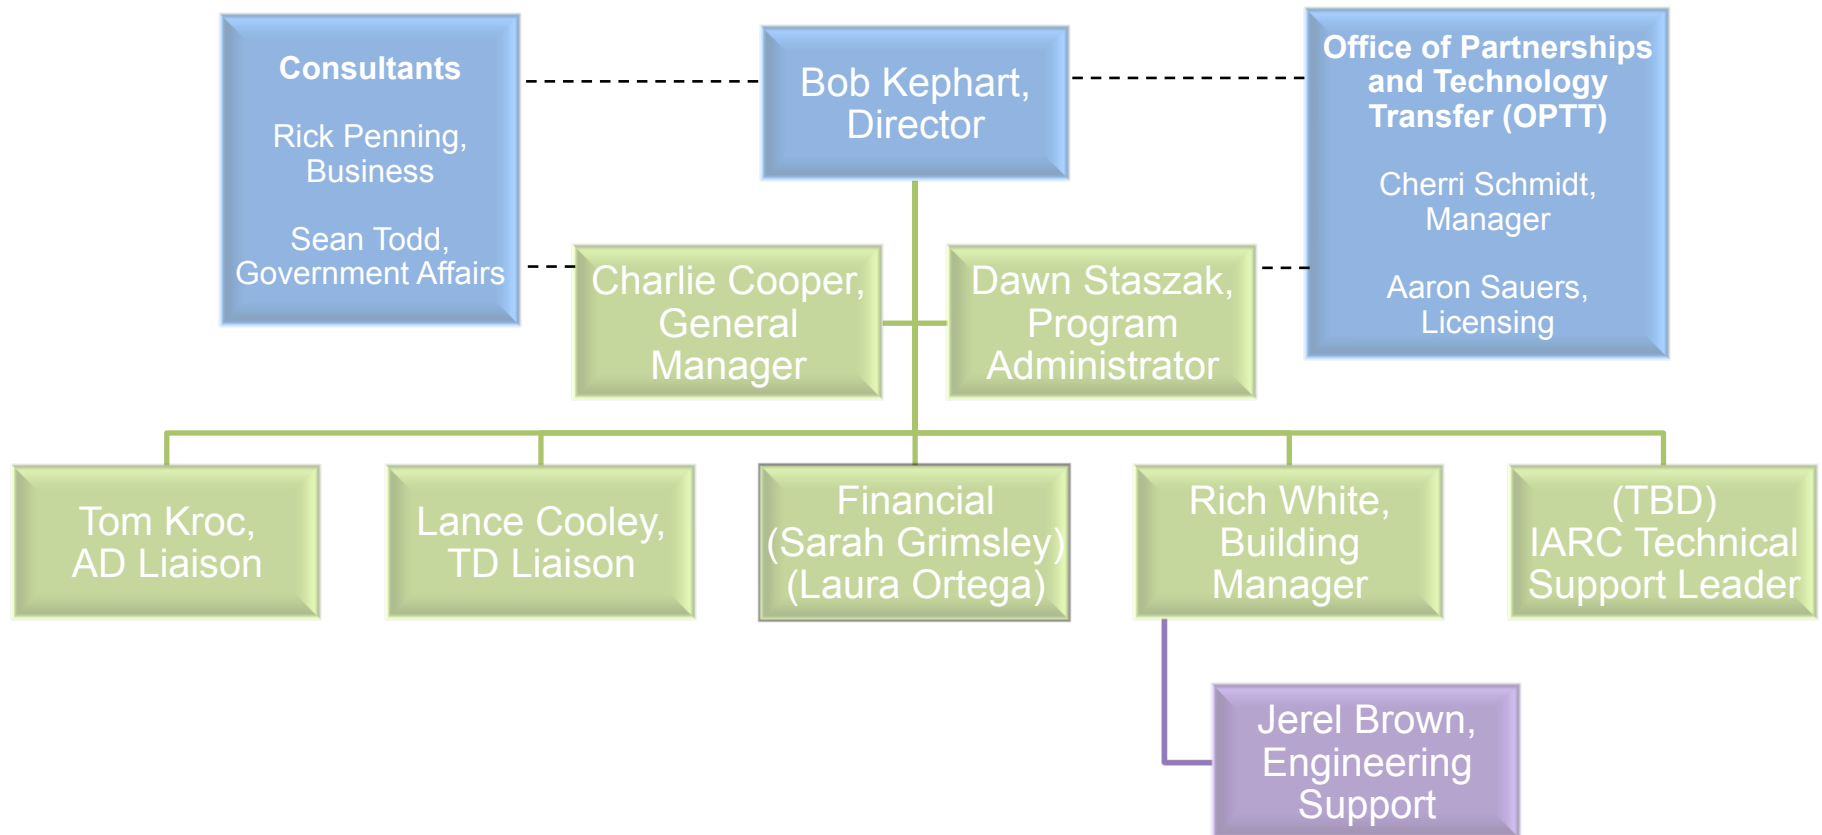 Consultants
Rick Penning,
Business
Sean Todd,
Government Affairs
Bob Kephart,
Director
Office of Partnerships
and Technology
Transfer (OPTT)
Cherri Schmidt,
Manager
Aaron Sauers,
Licensing
Charlie Cooper,
General
Manager
Dawn Staszak,
Program
Administrator
Tom Kroc,
AD Liaison
Lance Cooley,
TD Liaison
Financial
(Sarah Grimsley)
(Laura Ortega)
Rich White,
Building
Manager
(TBD)
IARC Technical
Support Leader
Jerel Brown,
Engineering
Support